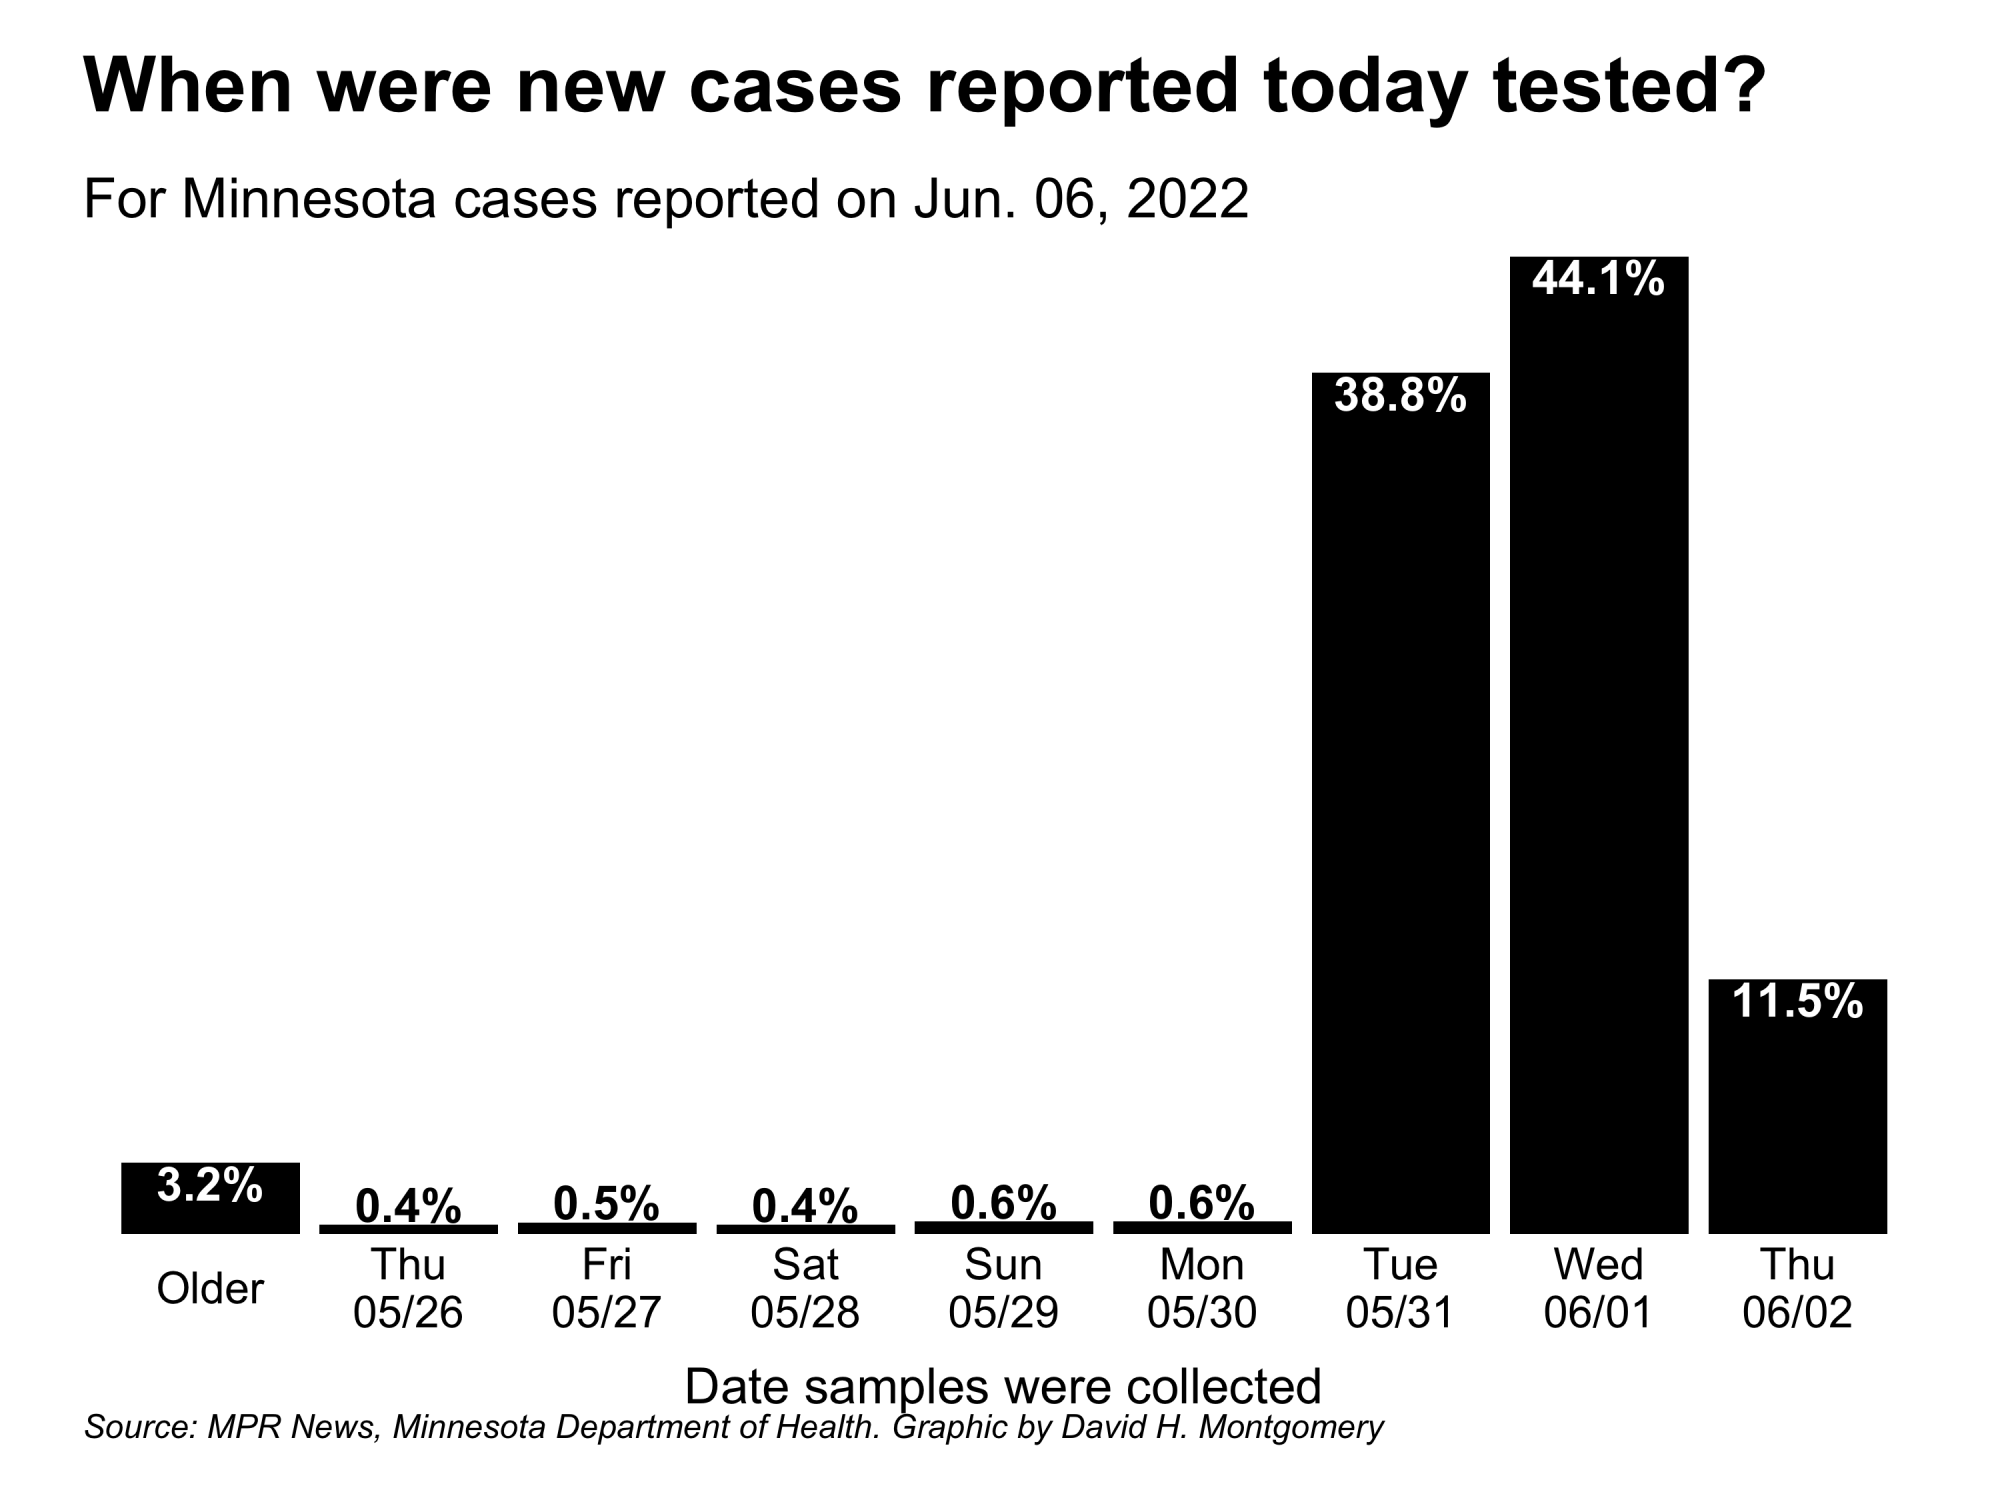 When were new cases reported today tested?
For Minnesota cases reported on Jun. 06, 2022
44.1%
38.8%
11.5%
3.2%
0.4%
0.5%
0.4%
0.6%
0.6%
Older
Thu
05/26
Fri
05/27
Sat
05/28
Sun
05/29
Mon
05/30
Tue
05/31
Wed
06/01
Thu
06/02
Date samples were collected
Source: MPR News, Minnesota Department of Health. Graphic by David H. Montgomery